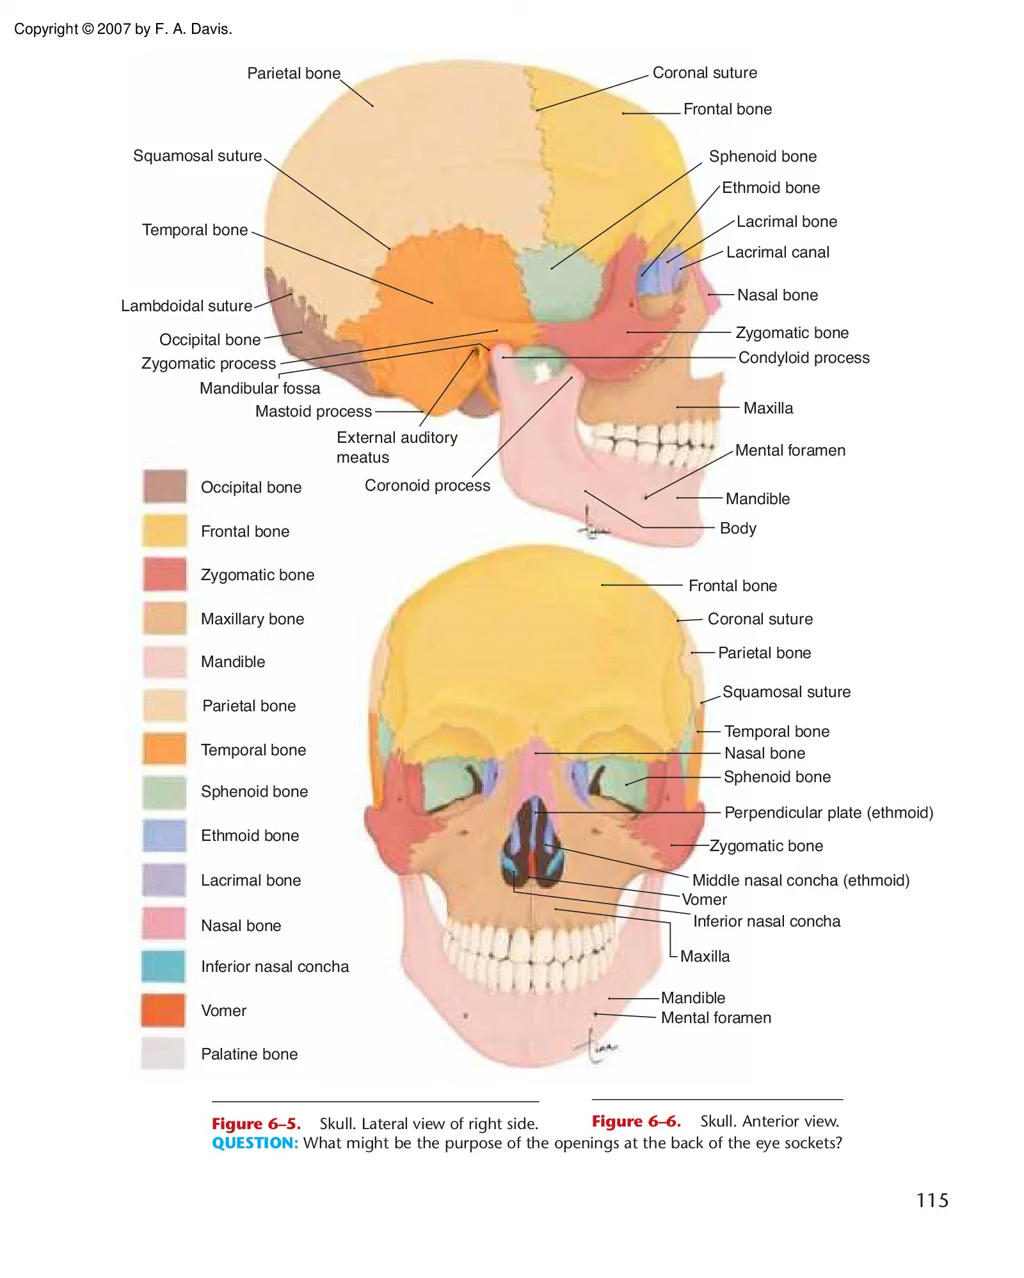 Copyright © 2007 by F. A. Davis.
Parietal bone
Coronal suture
Frontal bone
Squamosal suture
Sphenoid bone
Ethmoid bone
Temporal bone
Lacrimal bone
Lacrimal canal
Lambdoidal suture
Nasal bone
Occipital bone
Zygomatic bone
Zygomatic process
Condyloid process
Mandibular fossa
Mastoid process
Maxilla
External auditory
meatus
Mental foramen
Coronoid process
Mandible
Body
Occipital bone
Frontal bone
Zygomatic bone
Maxillary bone
Mandible
Parietal bone
Temporal bone
Sphenoid bone
Ethmoid bone
Lacrimal bone
Nasal bone
Inferior nasal concha
Vomer
Palatine bone
Frontal bone
Coronal suture
Parietal bone
Squamosal suture
Temporal bone
Nasal bone
Sphenoid bone
Perpendicular plate (ethmoid)
Zygomatic bone
Middle nasal concha (ethmoid)
Vomer
Inferior nasal concha
Maxilla
Mandible
Mental foramen
Figure 6–5. Skull. Lateral view of right side.
Figure 6–6. Skull. Anterior view.
QUESTION: What might be the purpose of the openings at the back of the eye sockets?
115